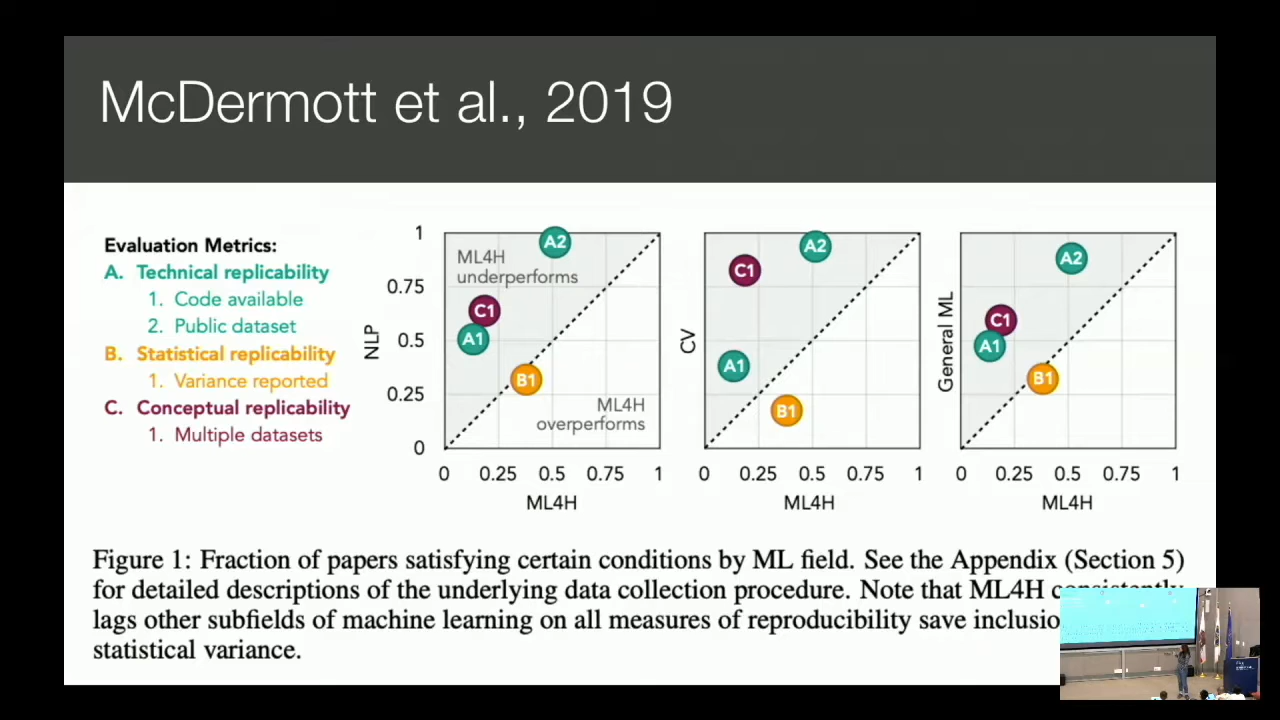 McDermott et al., 2019
Evaluation Metrics:
A. Technical replicability
1. Code available
2. Public dataset
B. Statistical replicability
1. Variance reported
C. Conceptual replicability
1. Multiple datasets
NLP
1
0.75
0.5
0.25
0
ML4H
underperforms
A2
C1
A1
B1
ML4H
overperforms
0 0.25 0.5 0.75 1
ML4H
CV
A2
C1
A1
B1
0 0.25 0.5 0.75 1
ML4H
General ML
A2
C1
A1
B1
0 0.25 0.5 0.75 1
ML4H
Figure 1: Fraction of papers satisfying certain conditions by ML field. See the Appendix (Section 5)
for detailed descriptions of the underlying data collection procedure. Note that ML4H consistently
lags other subfields of machine learning on all measures of reproducibility save
statistical variance.